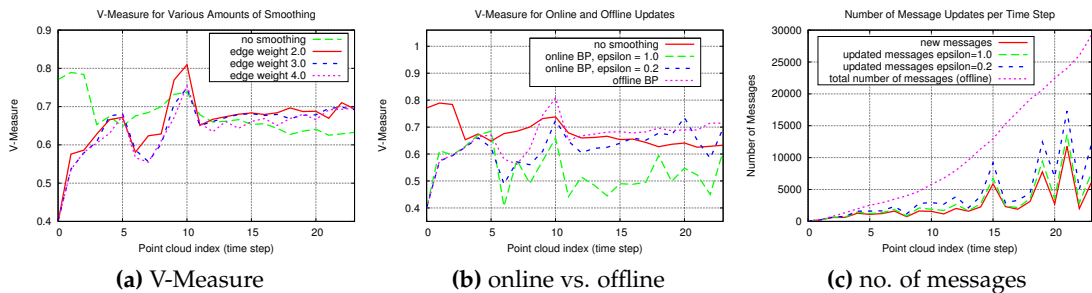 V-Measure for Various Amounts of Smoothing
0.9
0.8
0.7
0.6
0.5
0.4
V-Measure
no smoothing
edge weight 2.0
edge weight 3.0
edge weight 4.0
0
5
10
15
20
Point cloud index (time step)
(a) V-Measure
V-Measure for Online and Offline Updates
1
0.9
0.8
0.7
0.6
0.5
0.4
V-Measure
no smoothing
online BP, epsilon = 1.0
online BP, epsilon = 0.2
offline BP
0
5
10
15
20
Point cloud index (time step)
(b) online vs. offline
Number of Message Updates per Time Step
30000
25000
20000
15000
10000
5000
0
Number of Messages
new messages
updated messages epsilon=1.0
updated messages epsilon=0.2
total number of messages (offline)
0
5
10
15
20
Point cloud index (time step)
(c) no. of messages